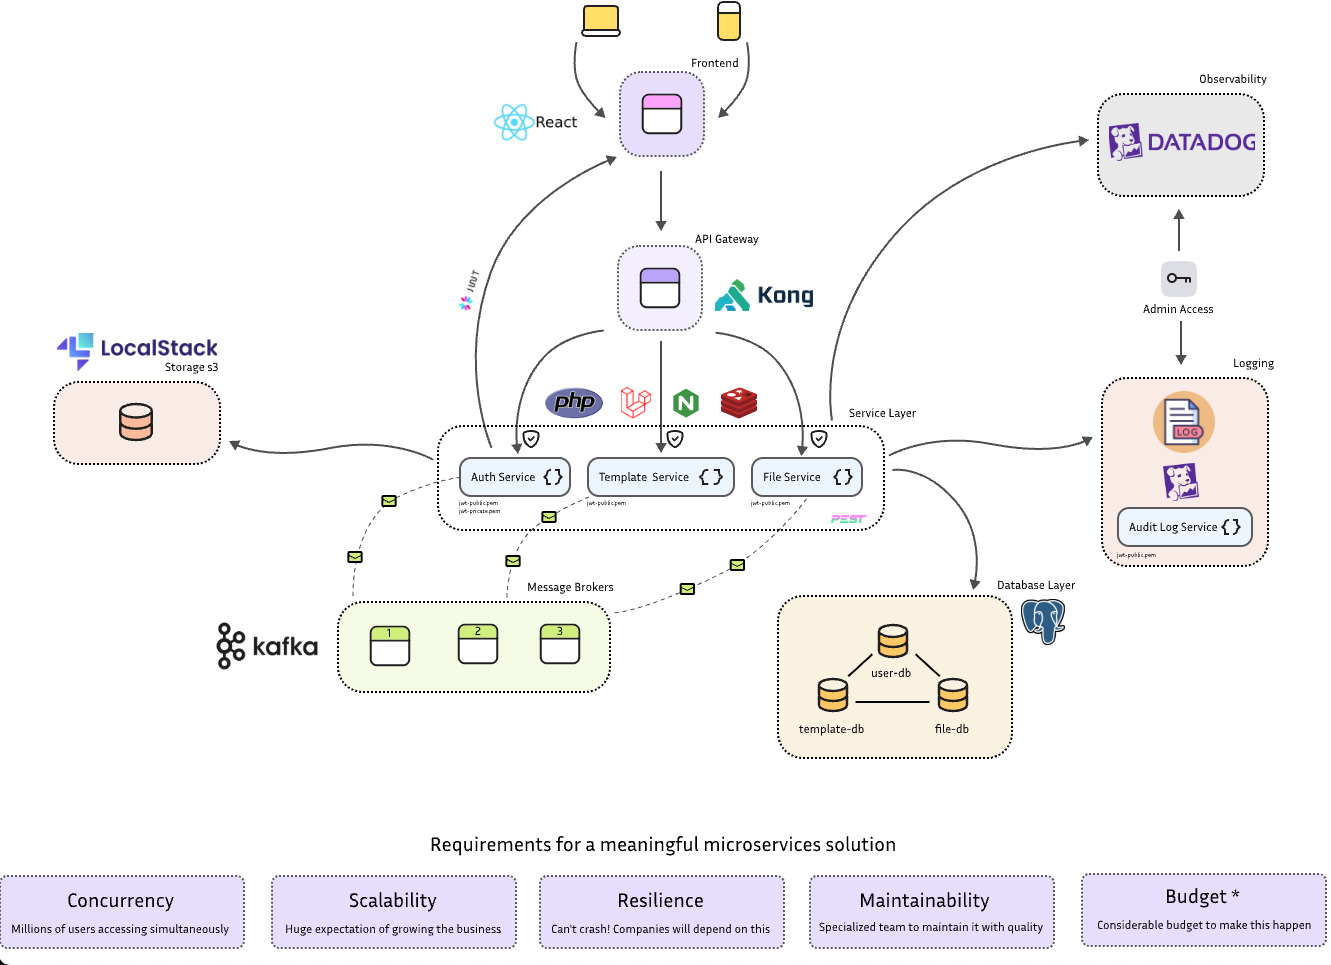 Frontend
Observability
React
DATADOG
API Gateway
JWT
Kong
Admin Access
LocalStack
Storage s3
Logging
php
Service Layer
LOG
Auth Service {}
Template Service {}
File Service {}
jwt-public.pem
jwt-private.pem
jwt-public.pem
jwt-public.pem
PEST
Audit Log Service {}
jwt-public.pem
Message Brokers
Database Layer
1
2
3
kafka
user-db
template-db
file-db
Requirements for a meaningful microservices solution
Concurrency
Millions of users accessing simultaneously
Scalability
Huge expectation of growing the business
Resilience
Can't crash! Companies will depend on this
Maintainability
Specialized team to maintain it with quality
Budget *
Considerable budget to make this happen